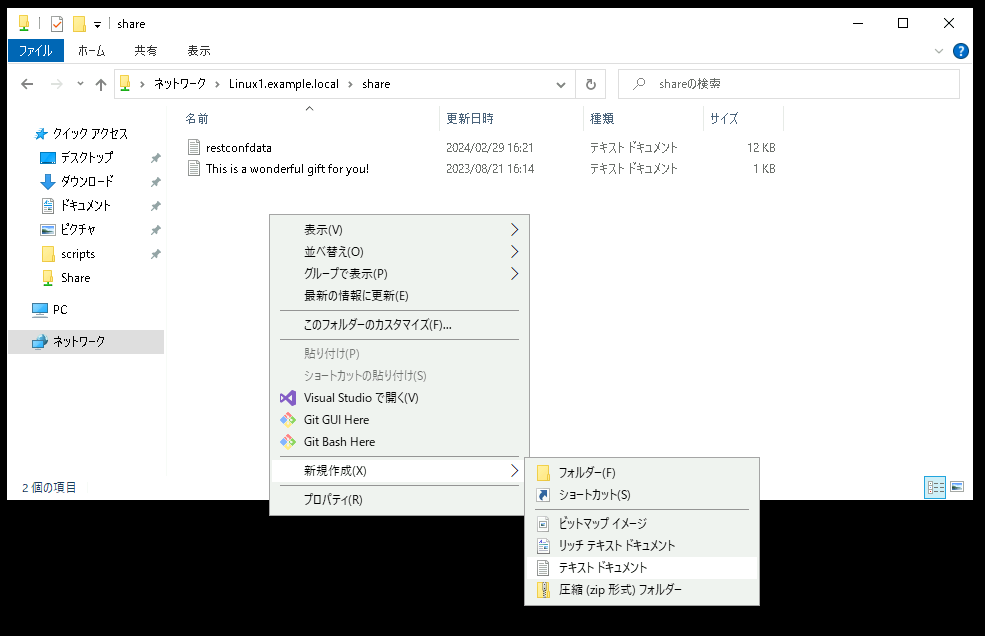 share
ファイル ホーム 共有 表示
ネットワーク Linux1.example.local share shareの検索
名前 更新日時 種類 サイズ
restconfdata 2024/02/29 16:21 テキスト ドキュメント 12 KB
This is a wonderful gift for you! 2023/08/21 16:14 テキスト ドキュメント 1 KB
クイック アクセス
デスクトップ
ダウンロード
ドキュメント
ピクチャ
scripts
Share
PC
ネットワーク
表示(V)
並べ替え(O)
グループで表示(P)
最新の情報に更新(E)
このフォルダーのカスタマイズ(F)...
貼り付け(P)
ショートカットの貼り付け(S)
Visual Studio で開く(V)
Git GUI Here
Git Bash Here
新規作成(X)
プロパティ(R)
フォルダー(F)
ショートカット(S)
ビットマップ イメージ
リッチ テキスト ドキュメント
テキスト ドキュメント
圧縮 (zip 形式) フォルダー
2 個の項目